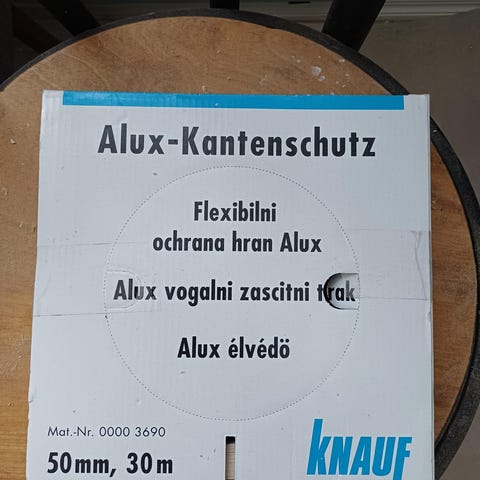 Alux-Kantenschutz
Flexibilni
ochrana hran Alux
Alux vogalni zascitni trak
Alux élvédö
Mat.-Nr. 0000 3690
50mm, 30m
KNAUF